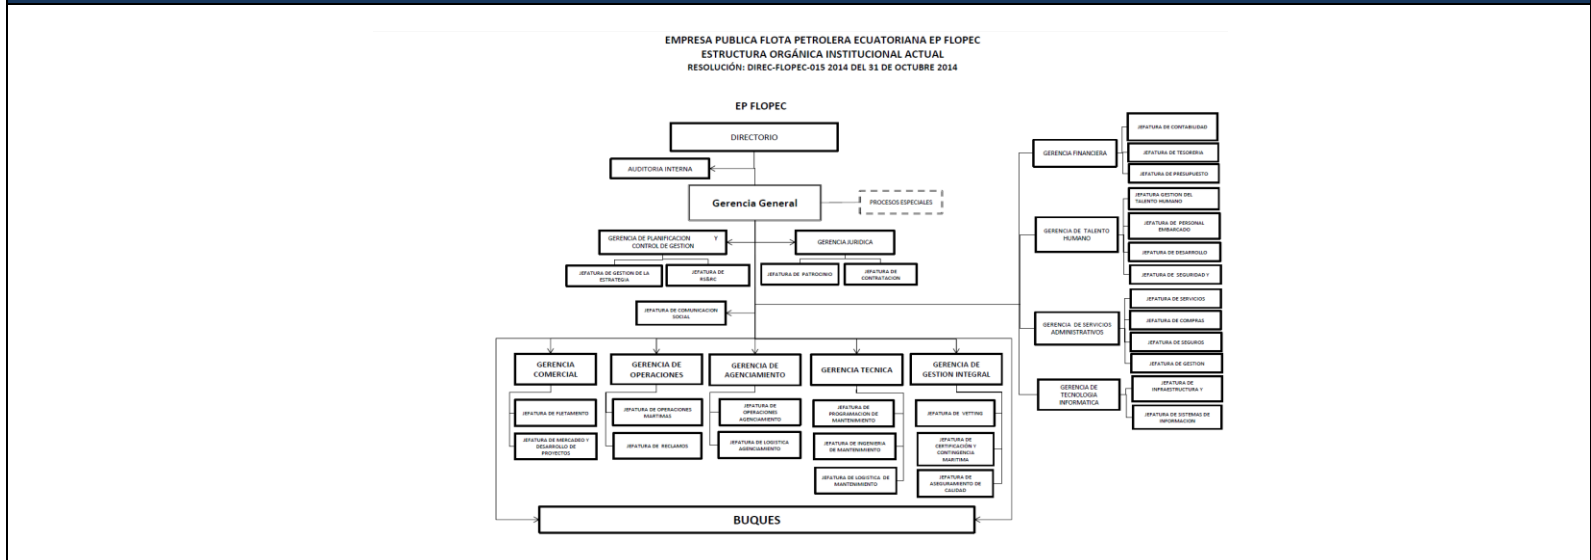 EMPRESA PUBLICA FLOTA PETROLERA ECUATORIANA EP FLOPEC
ESTRUCTURA ORGÁNICA INSTITUCIONAL ACTUAL
RESOLUCIÓN: DIREC-FLOPEC-015 2014 DEL 31 DE OCTUBRE 2014
EP FLOPEC
DIRECTORIO
AUDITORIA INTERNA
Gerencia General
PROCESOS ESPECIALES
GERENCIA DE PLANIFICACION Y
CONTROL DE GESTION
GERENCIA JURIDICA
JEFATURA DE GESTION DE LA
ESTRATEGIA
JEFATURA DE
JEFATURA DE PATROCINIO
JEFATURA DE
CONTRATACION
JEFATURA DE COMUNICACION
SOCIAL
GERENCIA
COMERCIAL
JEFATURA DE FLETAMENTO
JEFATURA DE MERCADEO Y
DESARROLLO DE
PROYECTOS
GERENCIA DE
OPERACIONES
JEFATURA DE OPERACIONES
MARITIMAS
JEFATURA DE RECLAMOS
GERENCIA DE
AGENCIAMIENTO
JEFATURA DE
OPERACIONES
AGENCIAMIENTO
JEFATURA DE LOGISTICA
AGENCIAMIENTO
GERENCIA TECNICA
JEFATURA DE
PROGRAMACION DE
MANTENIMIENTO
JEFATURA DE INGENIERIA
DE MANTENIMIENTO
JEFATURA DE LOGISTICA DE
MANTENIMIENTO
GERENCIA DE
GESTION INTEGRAL
JEFATURA DE VETTING
JEFATURA DE
CERTIFICACIÓN Y
CONTINGENCIA
MARITIMA
JEFATURA DE
ASEGURAMIENTO DE
CALIDAD
BUQUES
GERENCIA FINANCIERA
JEFATURA DE CONTABILIDAD
JEFATURA DE TESORERIA
JEFATURA DE PRESUPUESTO
GERENCIA DE TALENTO
HUMANO
JEFATURA GESTION DEL
TALENTO HUMANO
JEFATURA DE PERSONAL
EMBARCADO
JEFATURA DE DESARROLLO
JEFATURA DE SEGURIDAD Y
GERENCIA DE SERVICIOS
ADMINISTRATIVOS
JEFATURA DE SERVICIOS
JEFATURA DE COMPRAS
JEFATURA DE SEGUROS
JEFATURA DE GESTION
GERENCIA DE
TECNOLOGIA
INFORMATICA
JEFATURA DE
INFRAESTRUCTURA Y
JEFATURA DE SISTEMAS DE
INFORMACION